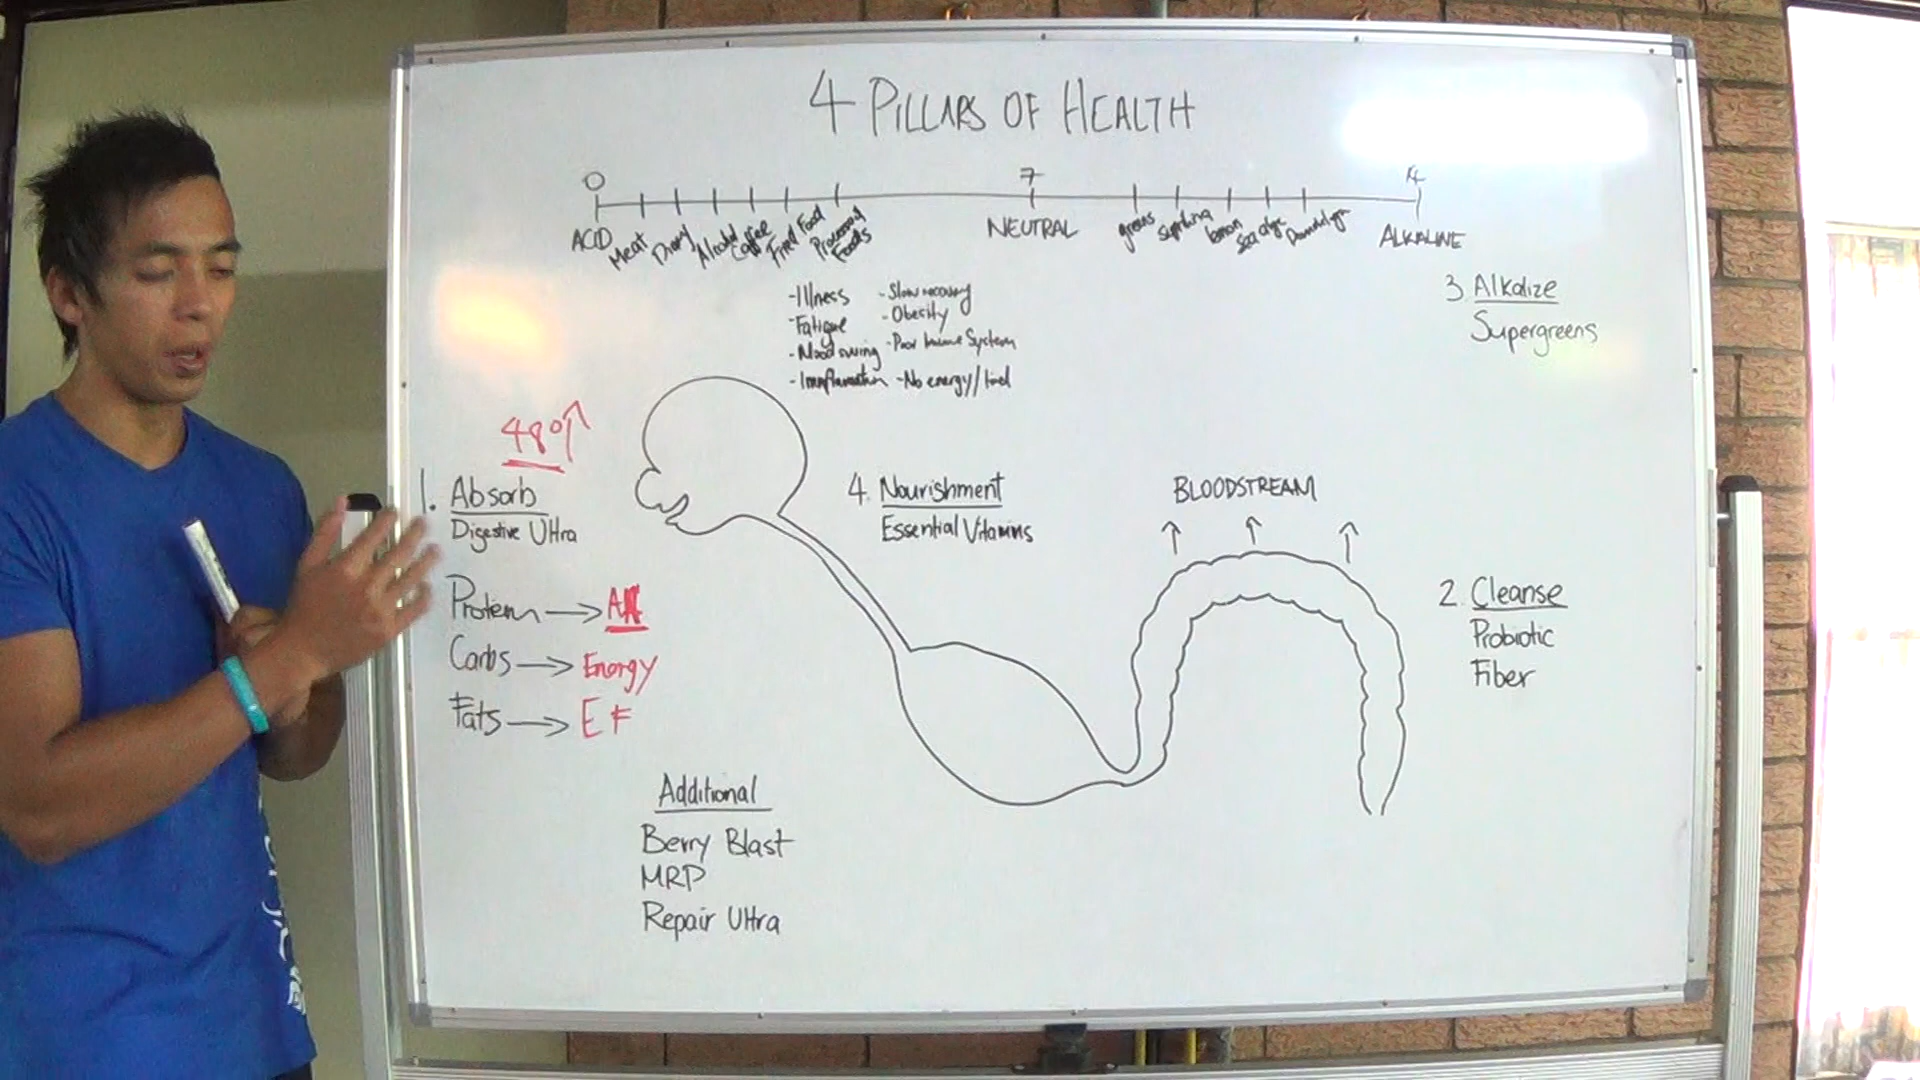 4 PILLARS OF HEALTH
0 7 14
ACID Meat Dairy Alcohol Coffee Fried Food Processed Foods NEUTRAL greens spirulina lemon Sea algae ALKALINE
-Illness -Slow recovery
-Fatigue -Obesity
-Mood swing -Poor Immune System
-Immflamation -No energy/tired
3 Alkalize
Supergreens
48%
1. Absorb
Digestive Ultra
Protein → AA
Carbs → Energy
Fats → EF
4. Nourishment
Essential Vitamins
BLOODSTREAM
2. Cleanse
Probiotic
Fiber
Additional
Berry Blast
MRP
Repair Ultra